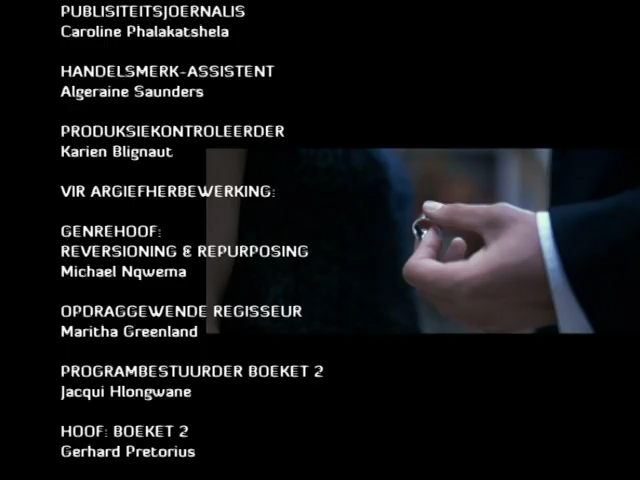 PUBLISITEITSJOERNALIS
Caroline Phalakatshela
HANDELSMERK-ASSISTENT
Algeraine Saunders
PRODUKSIEKONTROLEERDER
Karien Blignaut
VIR ARGIEFHERBEWERKING:
GENREHOOF:
REVERSIONING & REPURPOSING
Michael Nqwema
OPDRAGGEWENDE REGISSEUR
Maritha Greenland
PROGRAMBESTUURDER BOEKET 2
Jacqui Hlongwane
HOOF: BOEKET 2
Gerhard Pretorius